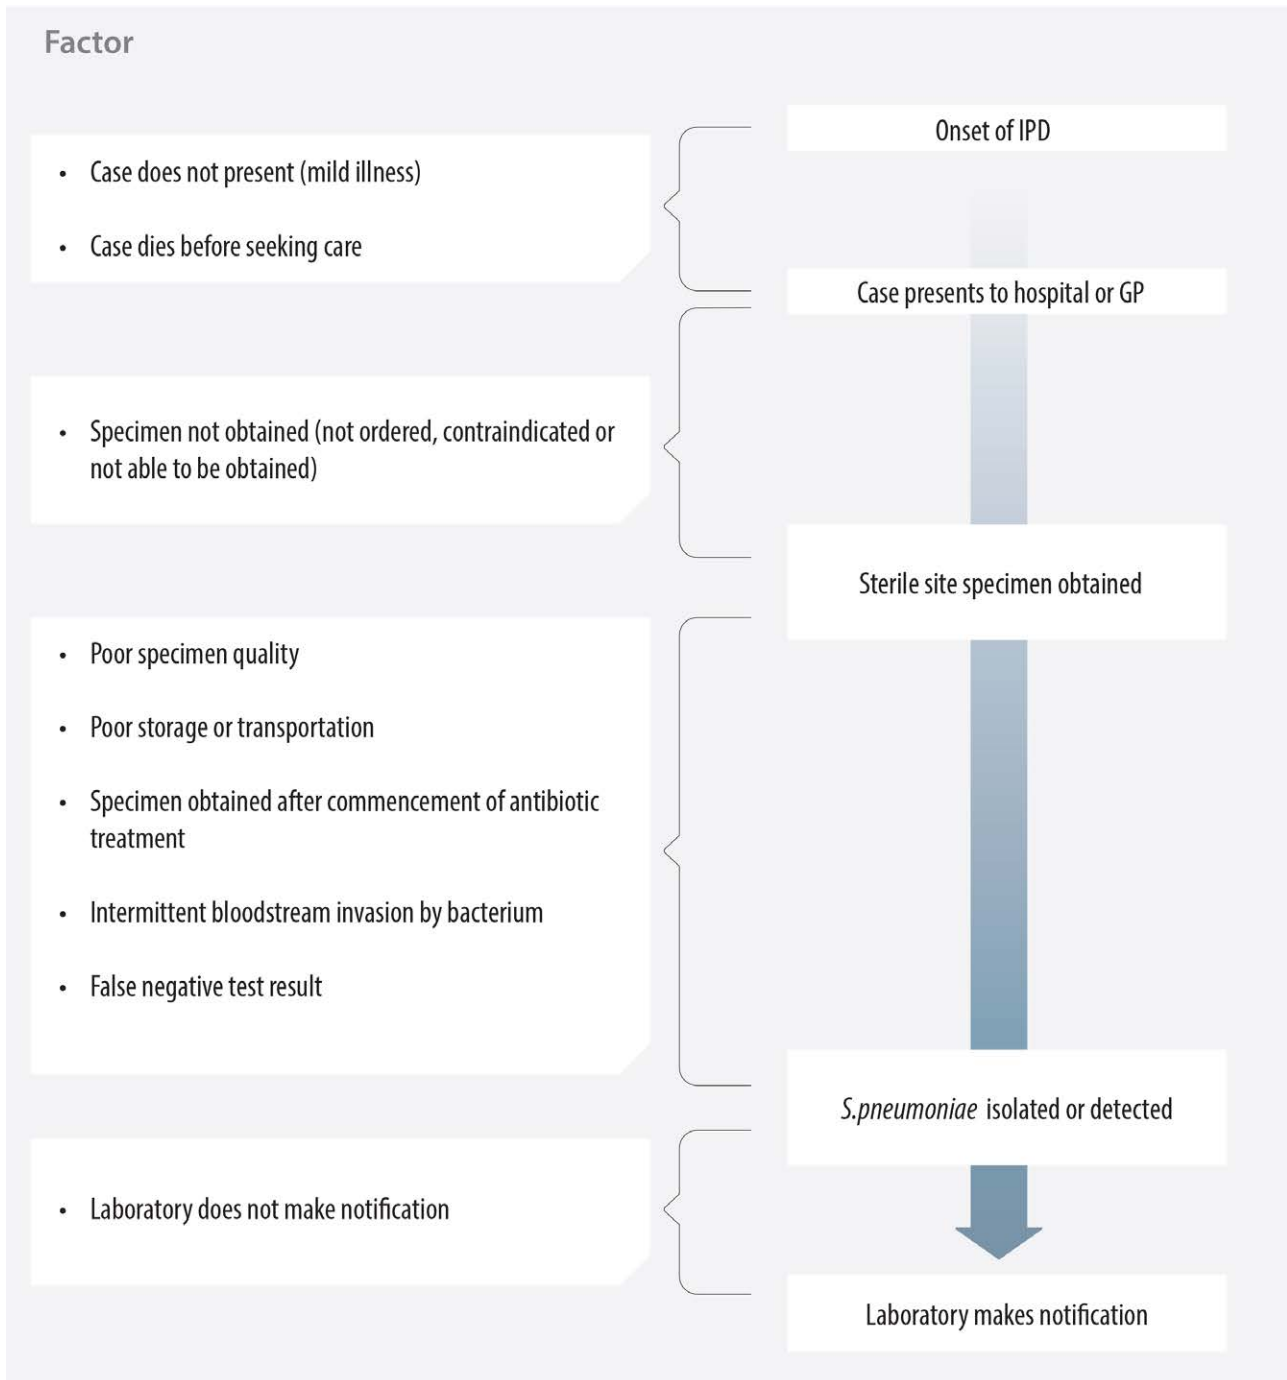 Factor
Onset of IPD
• Case does not present (mild illness)
• Case dies before seeking care
Case presents to hospital or GP
• Specimen not obtained (not ordered, contraindicated or
not able to be obtained)
Sterile site specimen obtained
• Poor specimen quality
• Poor storage or transportation
• Specimen obtained after commencement of antibiotic
treatment
• Intermittent bloodstream invasion by bacterium
• False negative test result
S.pneumoniae isolated or detected
• Laboratory does not make notification
Laboratory makes notification